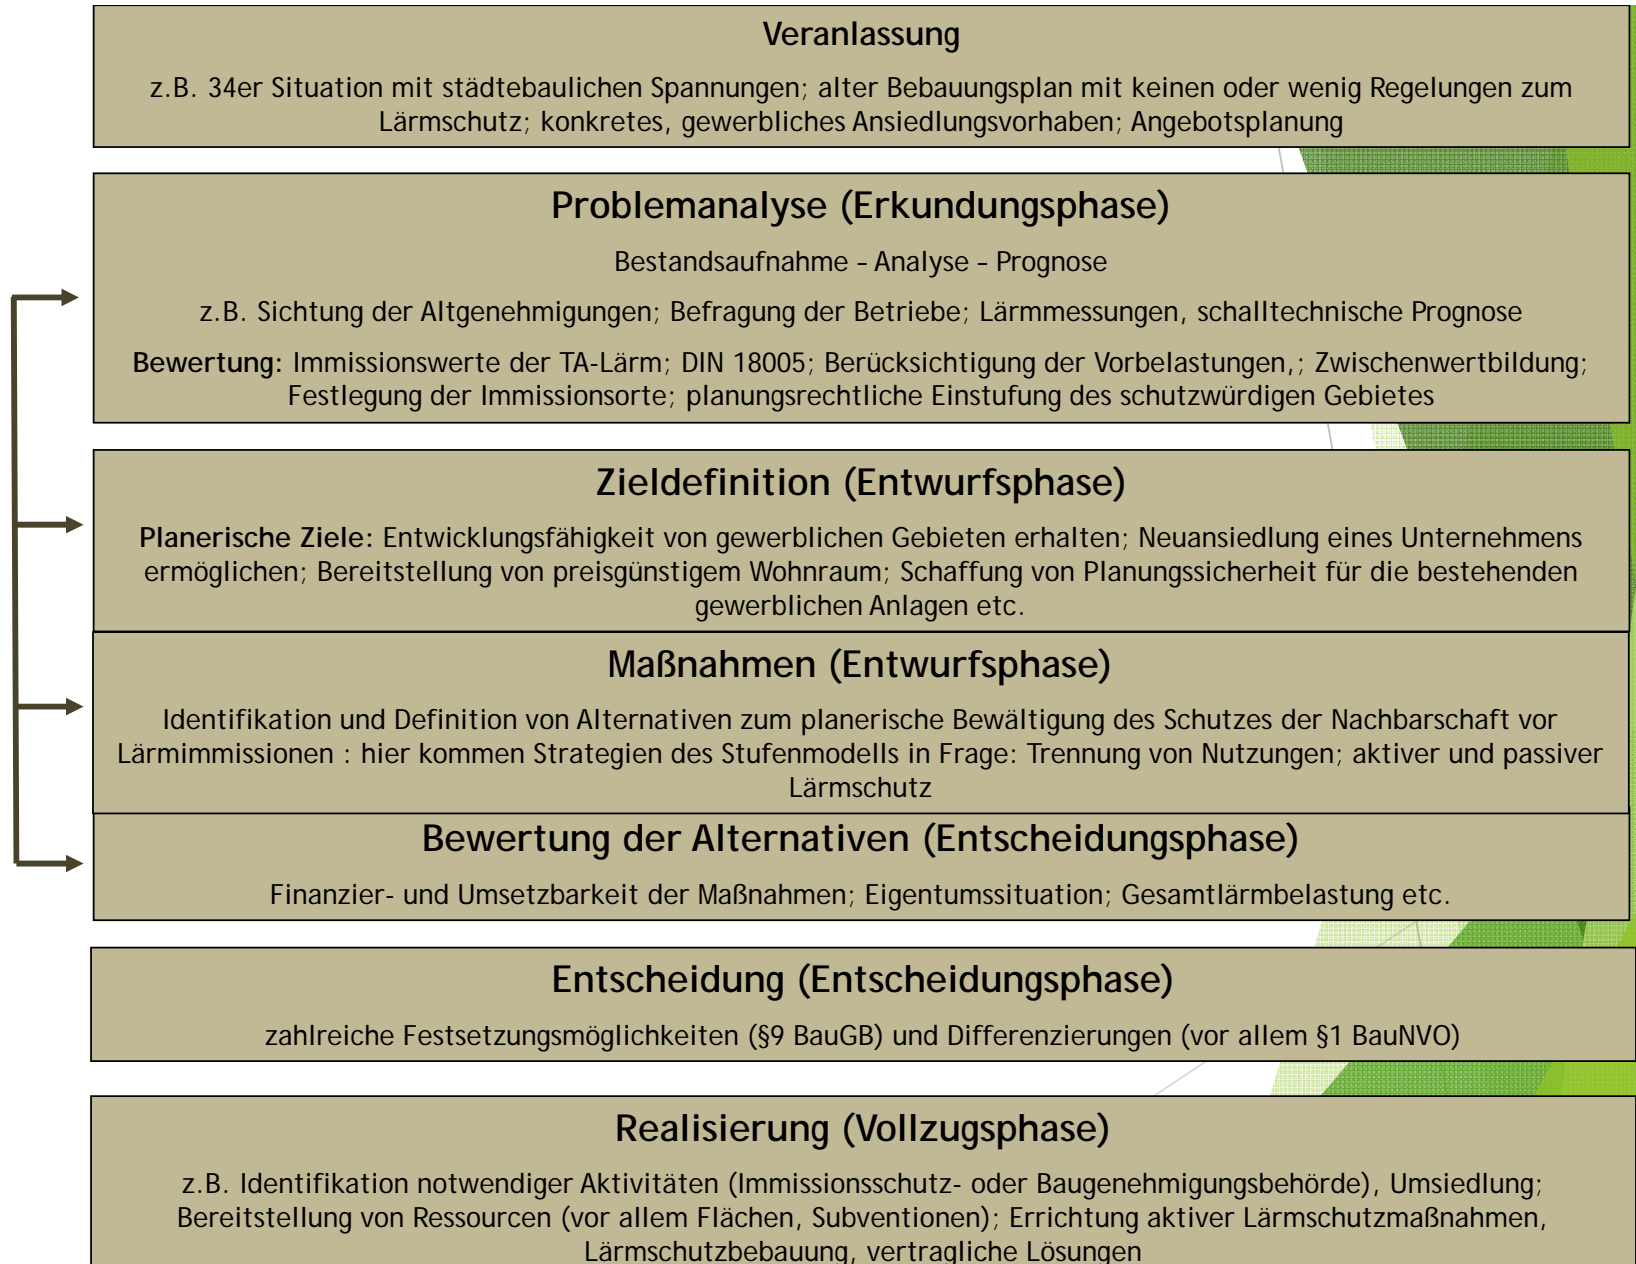 Veranlassung
z.B. 34er Situation mit städtebaulichen Spannungen; alter Bebauungsplan mit keinen oder wenig Regelungen zum
Lärmschutz; konkretes, gewerbliches Ansiedlungsvorhaben; Angebotsplanung
Problemanalyse (Erkundungsphase)
Bestandsaufnahme – Analyse – Prognose
z.B. Sichtung der Altgenehmigungen; Befragung der Betriebe; Lärmmessungen, schalltechnische Prognose
Bewertung: Immissionswerte der TA-Lärm; DIN 18005; Berücksichtigung der Vorbelastungen,; Zwischenwertbildung;
Festlegung der Immissionsorte; planungsrechtliche Einstufung des schutzwürdigen Gebietes
Zieldefinition (Entwurfsphase)
Planerische Ziele: Entwicklungsfähigkeit von gewerblichen Gebieten erhalten; Neuansiedlung eines Unternehmens
ermöglichen; Bereitstellung von preisgünstigem Wohnraum; Schaffung von Planungssicherheit für die bestehenden
gewerblichen Anlagen etc.
Maßnahmen (Entwurfsphase)
Identifikation und Definition von Alternativen zum planerische Bewältigung des Schutzes der Nachbarschaft vor
Lärmimmissionen : hier kommen Strategien des Stufenmodells in Frage: Trennung von Nutzungen; aktiver und passiver
Lärmschutz
Bewertung der Alternativen (Entscheidungsphase)
Finanzier- und Umsetzbarkeit der Maßnahmen; Eigentumssituation; Gesamtlärmbelastung etc.
Entscheidung (Entscheidungsphase)
zahlreiche Festsetzungsmöglichkeiten (§9 BauGB) und Differenzierungen (vor allem §1 BauNVO)
Realisierung (Vollzugsphase)
z.B. Identifikation notwendiger Aktivitäten (Immissionsschutz- oder Baugenehmigungsbehörde), Umsiedlung;
Bereitstellung von Ressourcen (vor allem Flächen, Subventionen); Errichtung aktiver Lärmschutzmaßnahmen,
Lärmschutzbebauung, vertragliche Lösungen